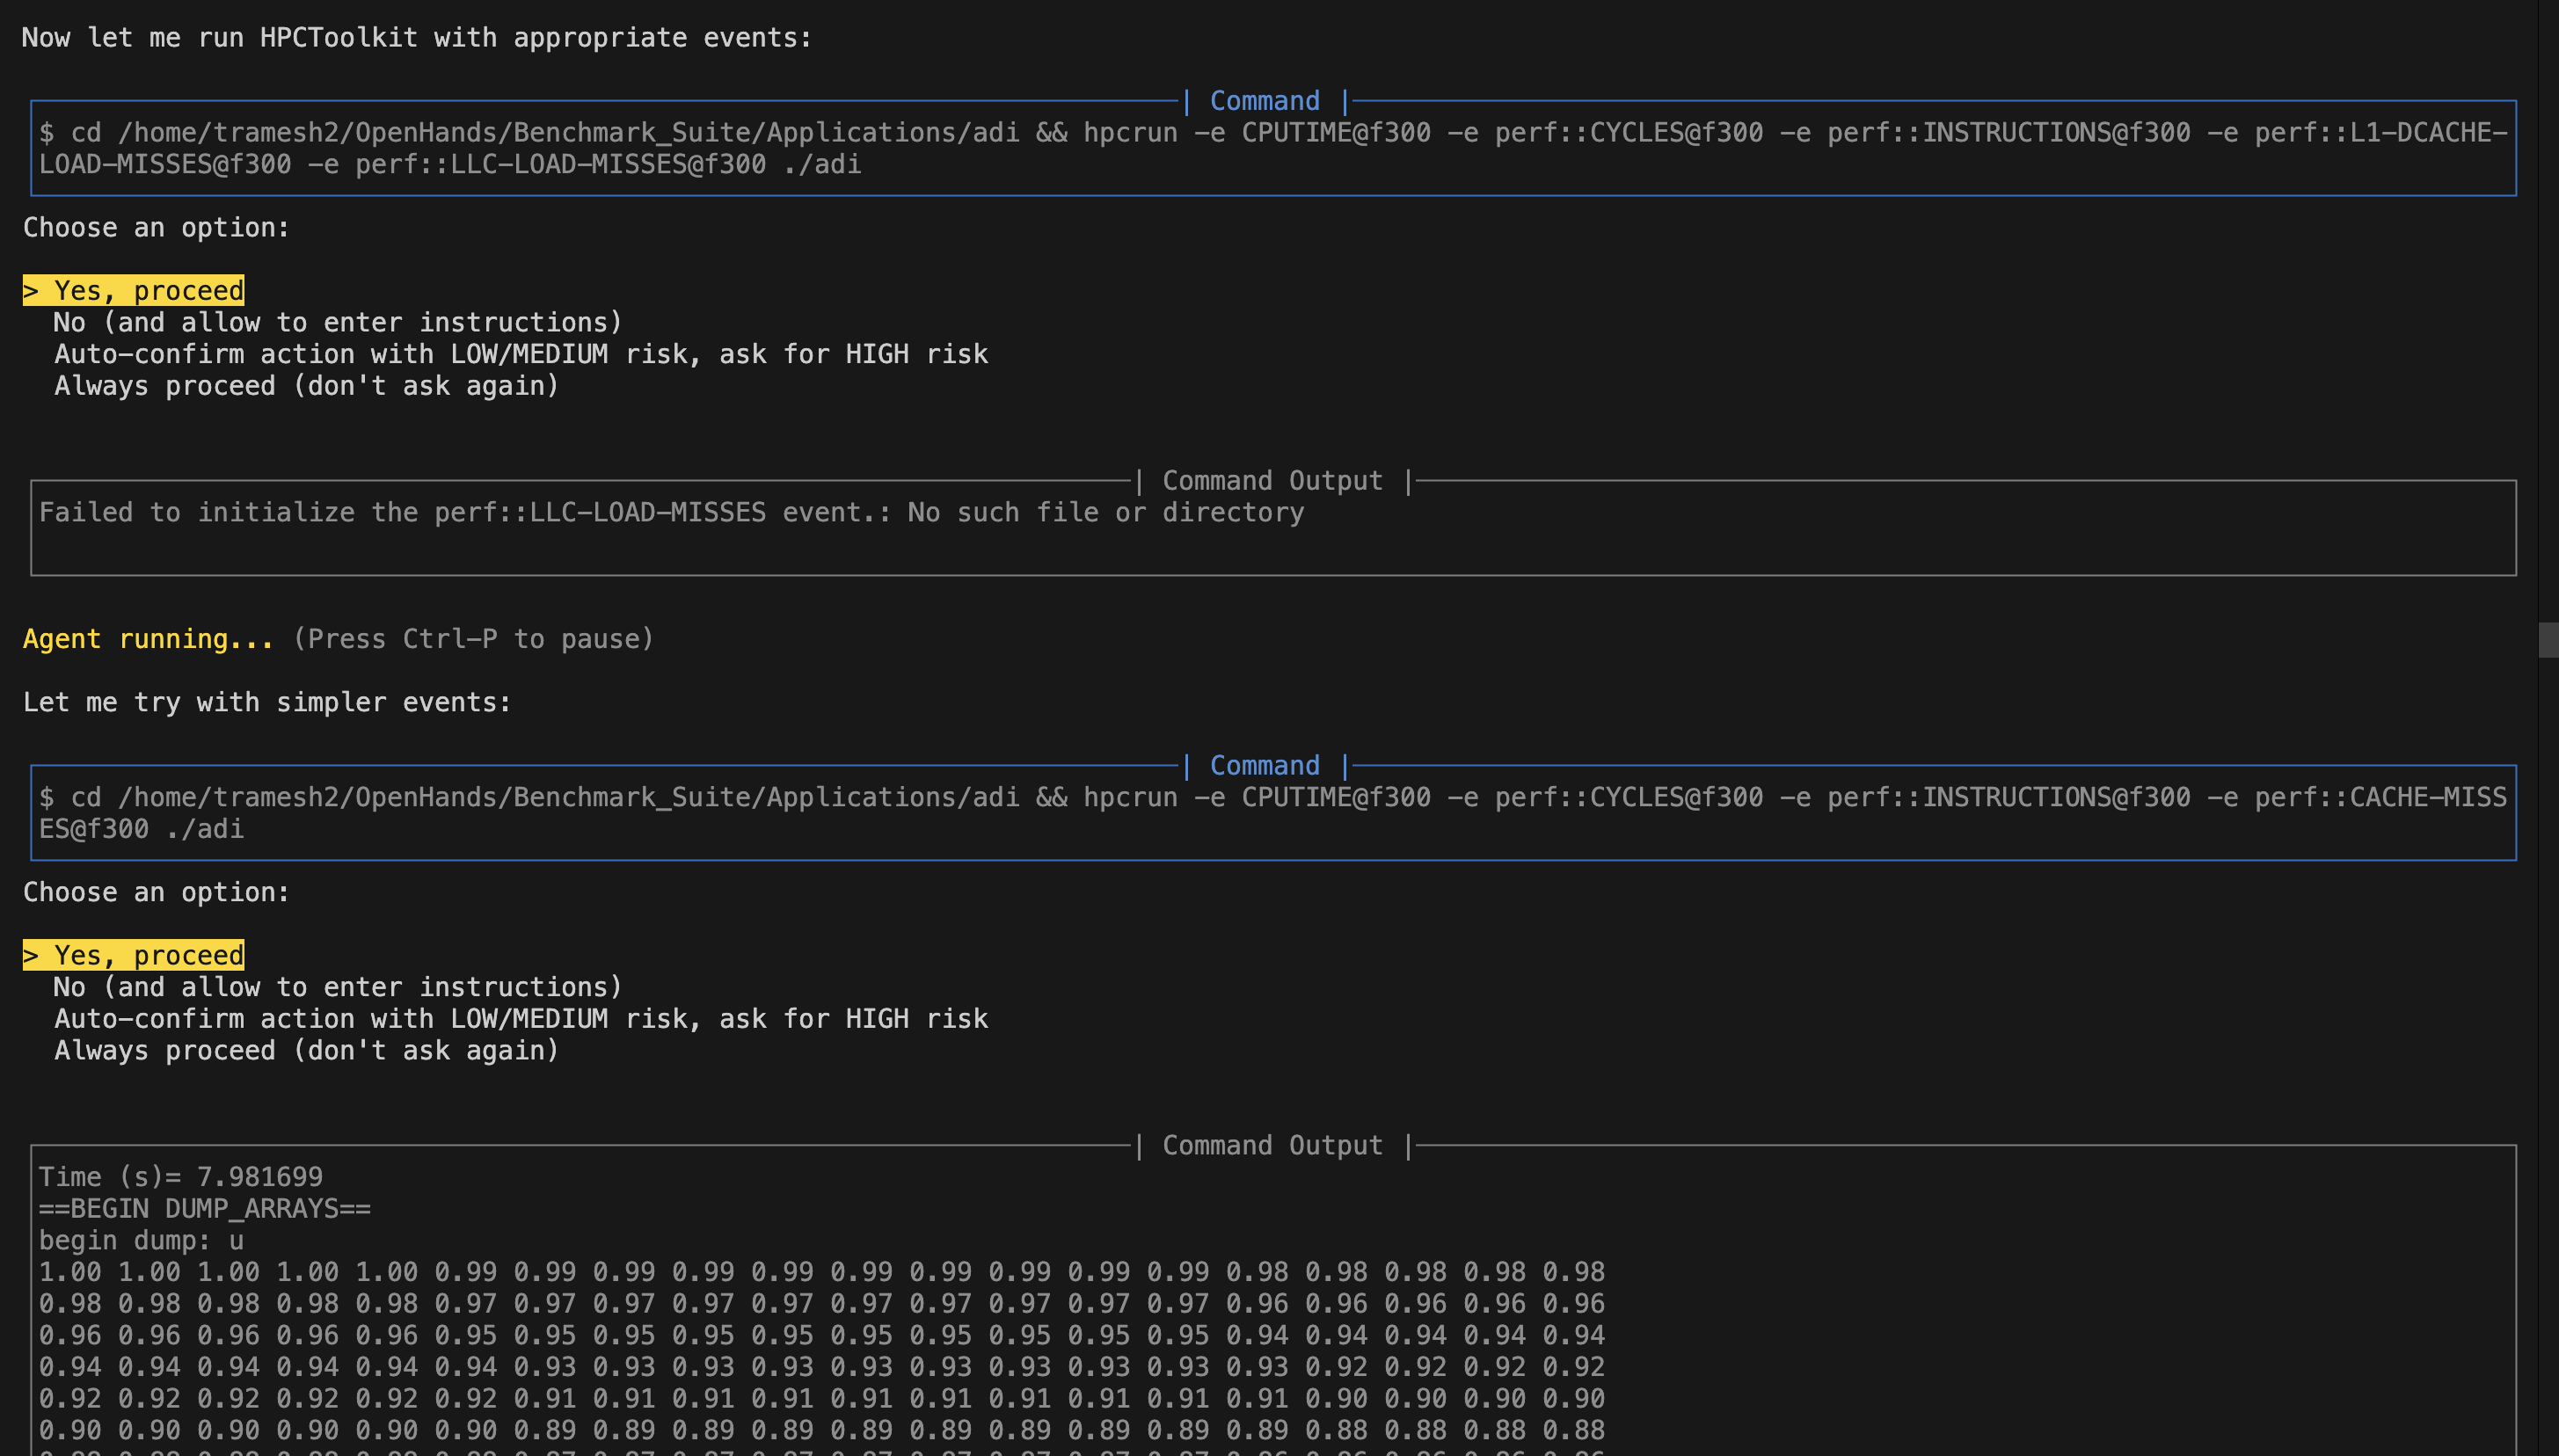 Now let me run HPCToolkit with appropriate events:
| Command |
$ cd /home/tramesh2/OpenHands/Benchmark_Suite/Applications/adi && hpcrun -e CPUTIME@f300 -e perf::CYCLES@f300 -e perf::INSTRUCTIONS@f300 -e perf::L1-DCACHE-
LOAD-MISSES@f300 -e perf::LLC-LOAD-MISSES@f300 ./adi
Choose an option:
> Yes, proceed
No (and allow to enter instructions)
Auto-confirm action with LOW/MEDIUM risk, ask for HIGH risk
Always proceed (don't ask again)
| Command Output |
Failed to initialize the perf::LLC-LOAD-MISSES event.: No such file or directory
Agent running... (Press Ctrl-P to pause)
Let me try with simpler events:
| Command |
$ cd /home/tramesh2/OpenHands/Benchmark_Suite/Applications/adi && hpcrun -e CPUTIME@f300 -e perf::CYCLES@f300 -e perf::INSTRUCTIONS@f300 -e perf::CACHE-MISS
ES@f300 ./adi
Choose an option:
> Yes, proceed
No (and allow to enter instructions)
Auto-confirm action with LOW/MEDIUM risk, ask for HIGH risk
Always proceed (don't ask again)
| Command Output |
Time (s)= 7.981699
==BEGIN DUMP_ARRAYS==
begin dump: u
1.00 1.00 1.00 1.00 1.00 0.99 0.99 0.99 0.99 0.99 0.99 0.99 0.99 0.99 0.99 0.98 0.98 0.98 0.98 0.98
0.98 0.98 0.98 0.98 0.98 0.97 0.97 0.97 0.97 0.97 0.97 0.97 0.97 0.97 0.97 0.96 0.96 0.96 0.96 0.96
0.96 0.96 0.96 0.96 0.96 0.95 0.95 0.95 0.95 0.95 0.95 0.95 0.95 0.95 0.95 0.94 0.94 0.94 0.94 0.94
0.94 0.94 0.94 0.94 0.94 0.94 0.93 0.93 0.93 0.93 0.93 0.93 0.93 0.93 0.93 0.93 0.92 0.92 0.92 0.92
0.92 0.92 0.92 0.92 0.92 0.92 0.91 0.91 0.91 0.91 0.91 0.91 0.91 0.91 0.91 0.91 0.90 0.90 0.90 0.90
0.90 0.90 0.90 0.90 0.90 0.90 0.89 0.89 0.89 0.89 0.89 0.89 0.89 0.89 0.89 0.89 0.88 0.88 0.88 0.88